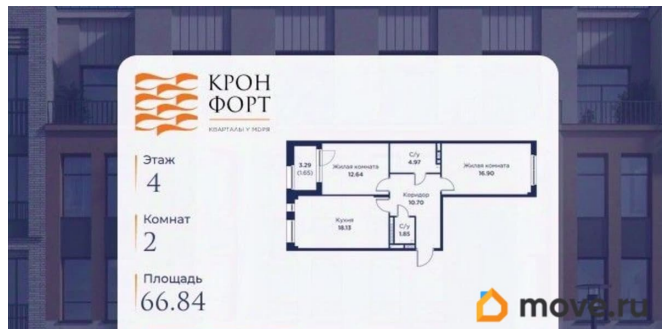 КРОН
ФОРТ
КВАРТАЛЫ У МОРЯ
Этаж
4
Комнат
2
Площадь
66.84
3.29
(1.65)
Жилая комната
12.64
С/у
4.97
Жилая комната
16.90
Коридор
10.70
Кухня
18.13
С/у
1.85
move.ru